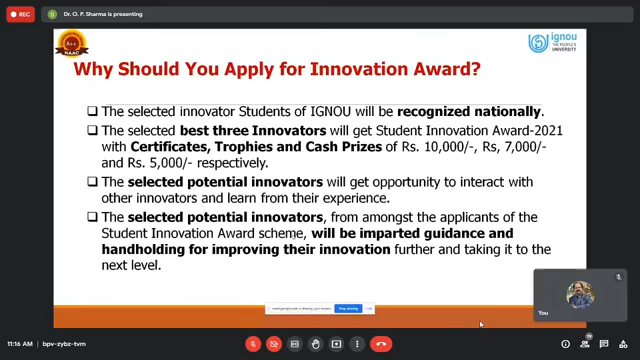 REC
D
Dr. O. P. Sharma is presenting
A++
NAAC
ignou
THE PEOPLE'S
UNIVERSITY
Why Should You Apply for Innovation Award?
The selected innovator Students of IGNOU will be recognized nationally.
The selected best three Innovators will get Student Innovation Award-2021
with Certificates, Trophies and Cash Prizes of Rs. 10,000/-, Rs, 7,000/-
and Rs. 5,000/- respectively.
The selected potential innovators will get opportunity to interact with
other innovators and learn from their experience.
The selected potential innovators, from amongst the applicants of the
Student Innovation Award scheme, will be imparted guidance and
handholding for improving their innovation further and taking it to the
next level.
Stop sharing
You
11:16 AM | bpv-zybz-tvm